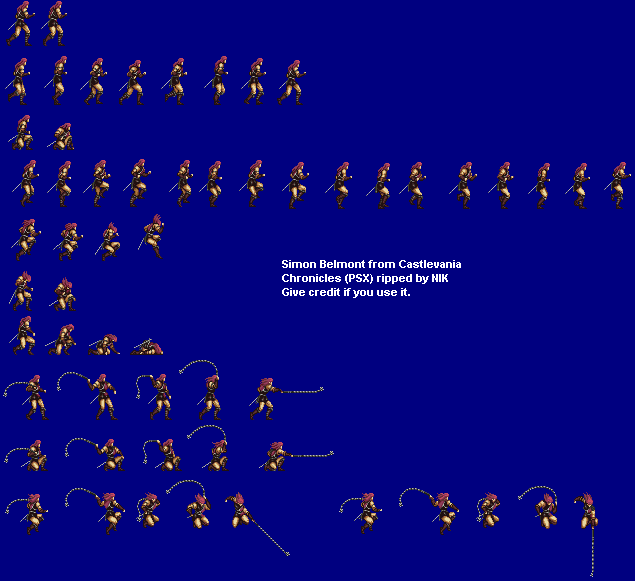 Simon Belmont from Castlevania
Chronicles (PSX) ripped by NIK
Give credit if you use it.